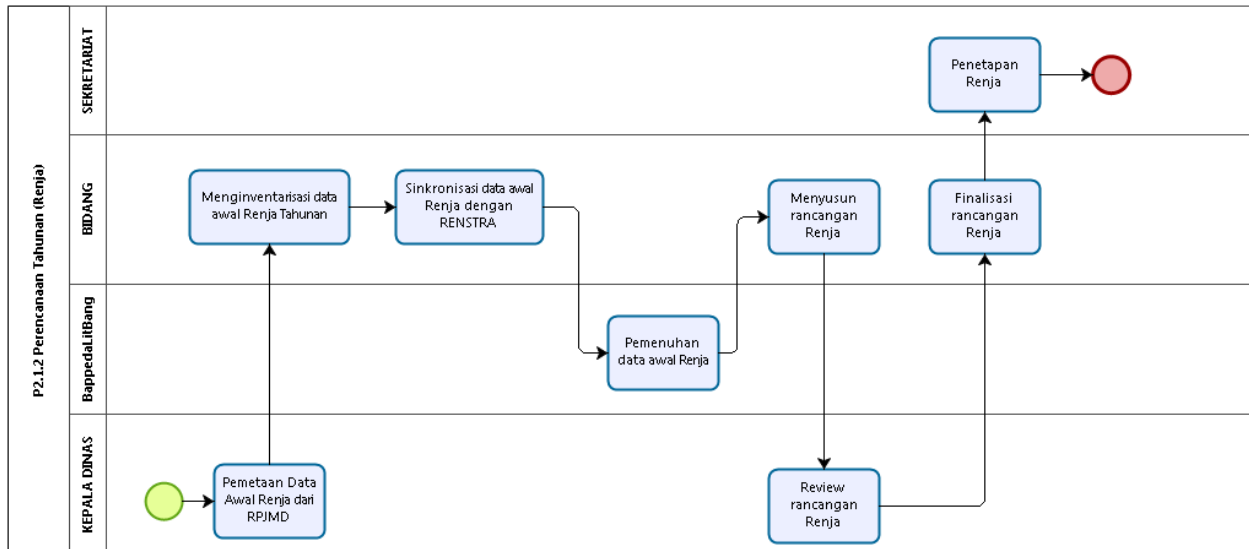 P2.1.2 Perencanaan Tahunan (Renja)
SEKRETARIAT
Penetapan
Renja
BIDANG
Menginventarisasi data
awal Renja Tahunan
Sinkronisasi data awal
Renja dengan
RENSTRA
Menyusun
rancangan
Renja
Finalisasi
rancangan
Renja
BappedaLitBang
Pemenuhan
data awal Renja
KEPALA DINAS
Pemetaan Data
Awal Renja dari
RPJMD
Review
rancangan
Renja